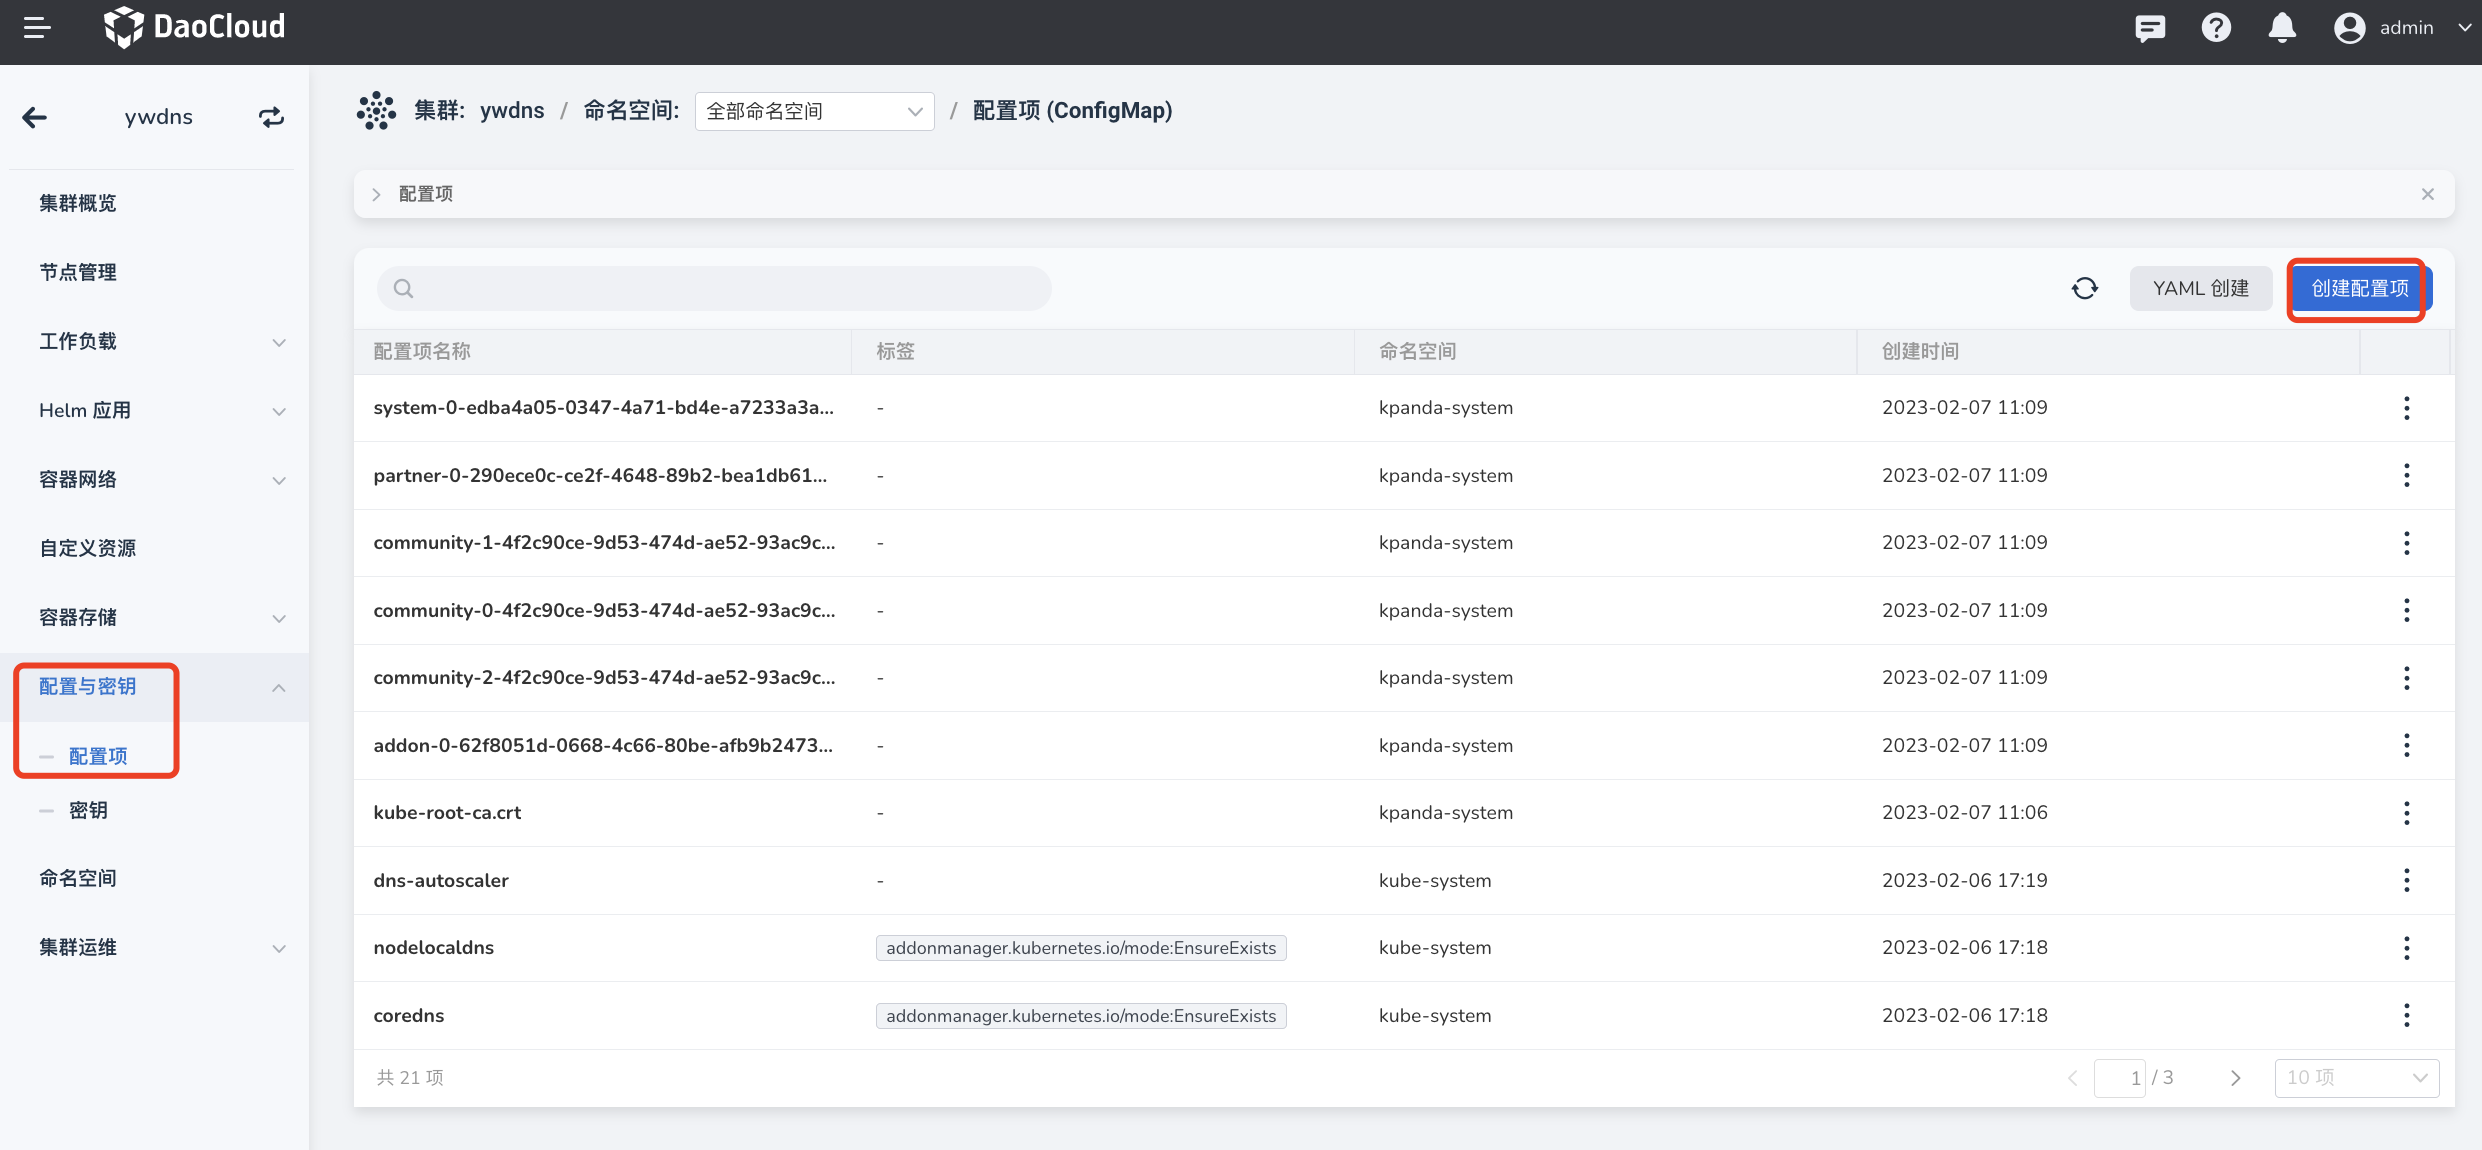 DaoCloud
admin
ywdns
集群概览
节点管理
工作负载
Helm 应用
容器网络
自定义资源
容器存储
配置与密钥
配置项
密钥
命名空间
集群运维
集群: ywdns / 命名空间: 全部命名空间 / 配置项 (ConfigMap)
配置项
YAML 创建 创建配置项
配置项名称 标签 命名空间 创建时间
system-0-edba4a05-0347-4a71-bd4e-a7233a3a... - kpanda-system 2023-02-07 11:09
partner-0-290ece0c-ce2f-4648-89b2-bea1db61... - kpanda-system 2023-02-07 11:09
community-1-4f2c90ce-9d53-474d-ae52-93ac9c... - kpanda-system 2023-02-07 11:09
community-0-4f2c90ce-9d53-474d-ae52-93ac9c... - kpanda-system 2023-02-07 11:09
community-2-4f2c90ce-9d53-474d-ae52-93ac9c... - kpanda-system 2023-02-07 11:09
addon-0-62f8051d-0668-4c66-80be-afb9b2473... - kpanda-system 2023-02-07 11:09
kube-root-ca.crt - kpanda-system 2023-02-07 11:06
dns-autoscaler - kube-system 2023-02-06 17:19
nodelocaldns addonmanager.kubernetes.io/mode:EnsureExists kube-system 2023-02-06 17:18
coredns addonmanager.kubernetes.io/mode:EnsureExists kube-system 2023-02-06 17:18
共 21 项 1 / 3 10 项